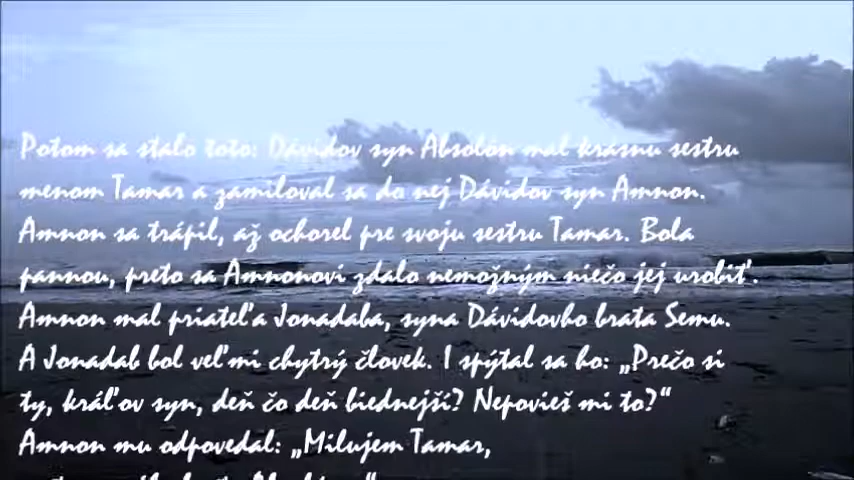 Potom sa stalo toto: Dávidov syn Absolón mal krásnu sestru
menom Tamar a zamiloval sa do nej Dávidov syn Amnon.
Amnon sa trápil, až ochorel pre svoju sestru Tamar. Bola
pannou, preto sa Amnonovi zdalo nemožným niečo jej urobiť.
Amnon mal priateľa Jonadaba, syna Dávidovho brata Semu.
A Jonadab bol veľmi chytrý človek. I spýtal sa ho: „Prečo si
ty, kráľov syn, deň čo deň biednejší? Nepovieš mi to?“
Amnon mu odpovedal: „Milujem Tamar,